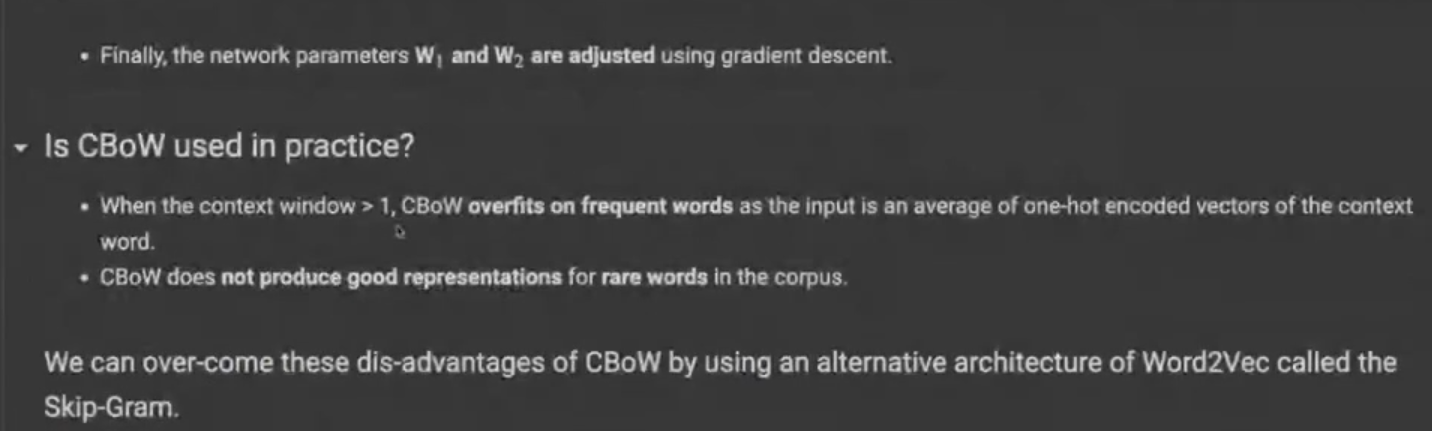 • Finally, the network parameters W₁ and W₂ are adjusted using gradient descent.
Is CBoW used in practice?
• When the context window > 1, CBoW overfits on frequent words as the input is an average of one-hot encoded vectors of the context
word.
• CBoW does not produce good representations for rare words in the corpus.
We can over-come these dis-advantages of CBoW by using an alternative architecture of Word2Vec called the
Skip-Gram.